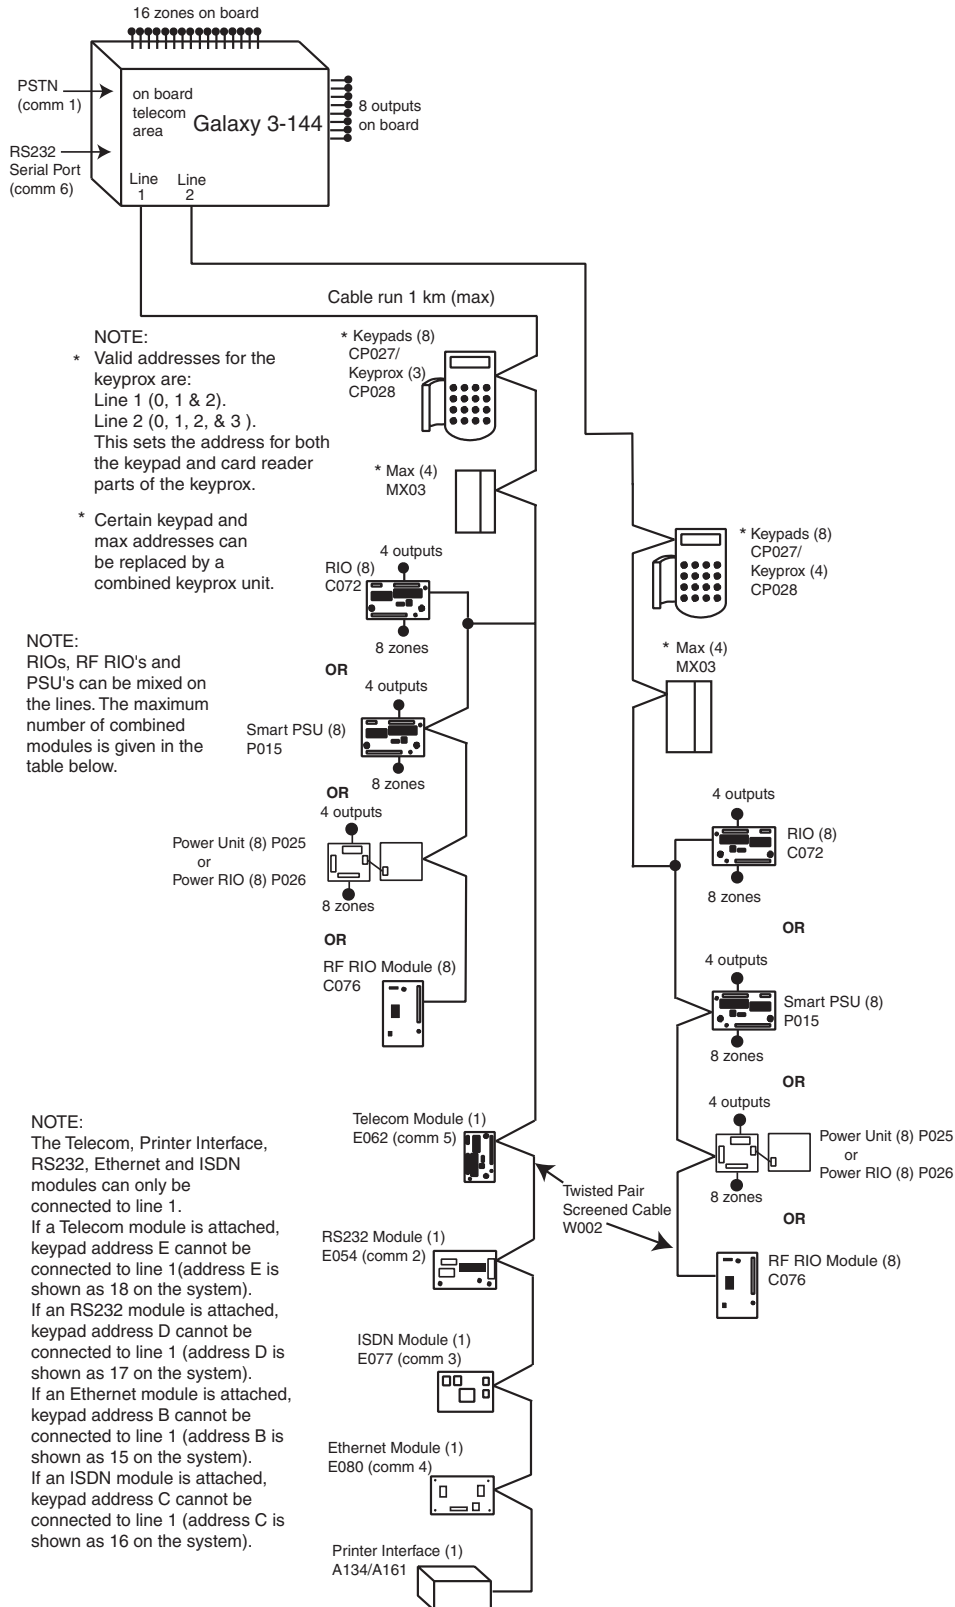 16 zones on board
PSTN
(comm 1)
on board
telecom
area
Galaxy 3-144
8 outputs
on board
RS232
Serial Port
(comm 6)
Line
1
Line
2
Cable run 1 km (max)
NOTE:
* Valid addresses for the
keyprox are:
Line 1 (0, 1 & 2).
Line 2 (0, 1, 2, & 3 ).
This sets the address for both
the keypad and card reader
parts of the keyprox.
* Certain keypad and
max addresses can
be replaced by a
combined keyprox unit.
* Keypads (8)
CP027/
Keyprox (3)
CP028
* Max (4)
MX03
4 outputs
RIO (8)
C072
8 zones
OR
4 outputs
Smart PSU (8)
P015
8 zones
OR
4 outputs
Power Unit (8) P025
or
Power RIO (8) P026
8 zones
OR
RF RIO Module (8)
C076
NOTE:
RIOs, RF RIO's and
PSU's can be mixed on
the lines. The maximum
number of combined
modules is given in the
table below.
* Keypads (8)
CP027/
Keyprox (4)
CP028
* Max (4)
MX03
4 outputs
RIO (8)
C072
8 zones
OR
4 outputs
Smart PSU (8)
P015
8 zones
OR
4 outputs
Power Unit (8) P025
or
Power RIO (8) P026
8 zones
OR
RF RIO Module (8)
C076
Twisted Pair
Screened Cable
W002
Telecom Module (1)
E062 (comm 5)
RS232 Module (1)
E054 (comm 2)
ISDN Module (1)
E077 (comm 3)
Ethernet Module (1)
E080 (comm 4)
Printer Interface (1)
A134/A161
NOTE:
The Telecom, Printer Interface,
RS232, Ethernet and ISDN
modules can only be
connected to line 1.
If a Telecom module is attached,
keypad address E cannot be
connected to line 1(address E is
shown as 18 on the system).
If an RS232 module is attached,
keypad address D cannot be
connected to line 1 (address D is
shown as 17 on the system).
If an Ethernet module is attached,
keypad address B cannot be
connected to line 1 (address B is
shown as 15 on the system).
If an ISDN module is attached,
keypad address C cannot be
connected to line 1 (address C is
shown as 16 on the system).